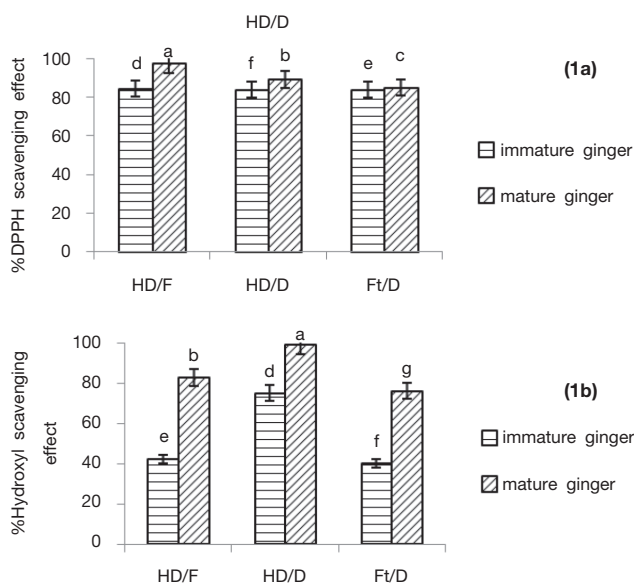 HD/D
(1a)
%DPPH scavenging effect
100
80
60
40
20
0
d
a
f
b
e
c
HD/F
HD/D
Ft/D
immature ginger
mature ginger
(1b)
%Hydroxyl scavenging
effect
100
80
60
40
20
0
e
b
d
a
f
g
HD/F
HD/D
Ft/D
immature ginger
mature ginger